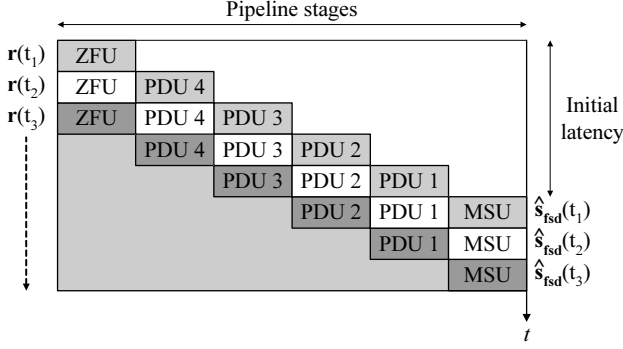 Pipeline stages
r(t₁) ZFU
r(t₂) ZFU PDU 4
r(t₃) ZFU PDU 4 PDU 3
PDU 4 PDU 3 PDU 2
PDU 3 PDU 2 PDU 1
PDU 2 PDU 1 MSU ŝfsd(t₁)
PDU 1 MSU ŝfsd(t₂)
MSU ŝfsd(t₃)
Initial
latency
t